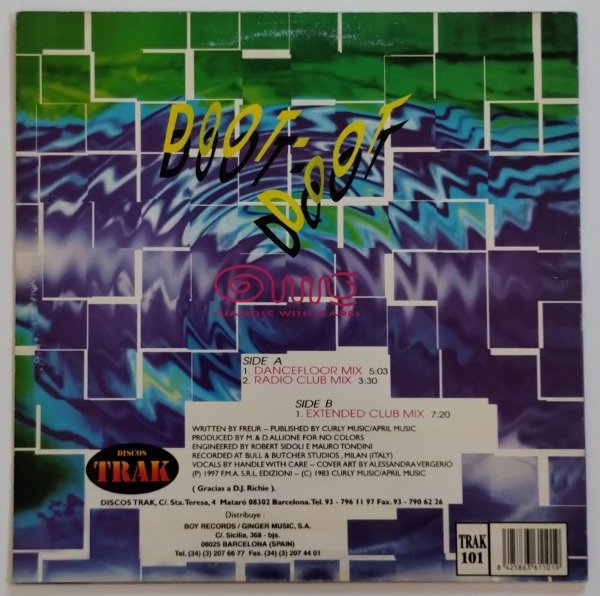 DOOT-
DOOT
(HANDLE WITH CARE)
SIDE A
1. DANCEFLOOR MIX 5:03
2. RADIO CLUB MIX 3:30
SIDE B
1. EXTENDED CLUB MIX 7:20
WRITTEN BY FREUR – PUBLISHED BY CURLY MUSIC/APRIL MUSIC
PRODUCED BY M. & D.ALLIONE FOR NO COLORS
ENGINEERED BY ROBERT SIDOLI E MAURO TONDINI
RECORDED AT BULL & BUTCHER STUDIOS , MILAN (ITALY)
VOCALS BY HANDLE WITH CARE – COVER ART BY ALESSANDRA VERGERIO
(P) 1997 F.M.A. S.R.L. EDIZIONI – (C) 1983 CURLY MUSIC/APRIL MUSIC
( Gracias a D.J. Richie ).
DISCOS
TRAK
DISCOS TRAK, C/. Sta. Teresa, 4 Mataró 08302 Barcelona. Tel. 93 - 796 11 97 Fax. 93 - 790 62 26
Distribuye :
BOY RECORDS / GINGER MUSIC, S.A.
C/. Sicilia, 368 - bjs.
08025 BARCELONA (SPAIN)
Tel. (34) (3) 207 66 77 Fax. (34) (3) 207 44 01
TRAK
101
8 425863 611019